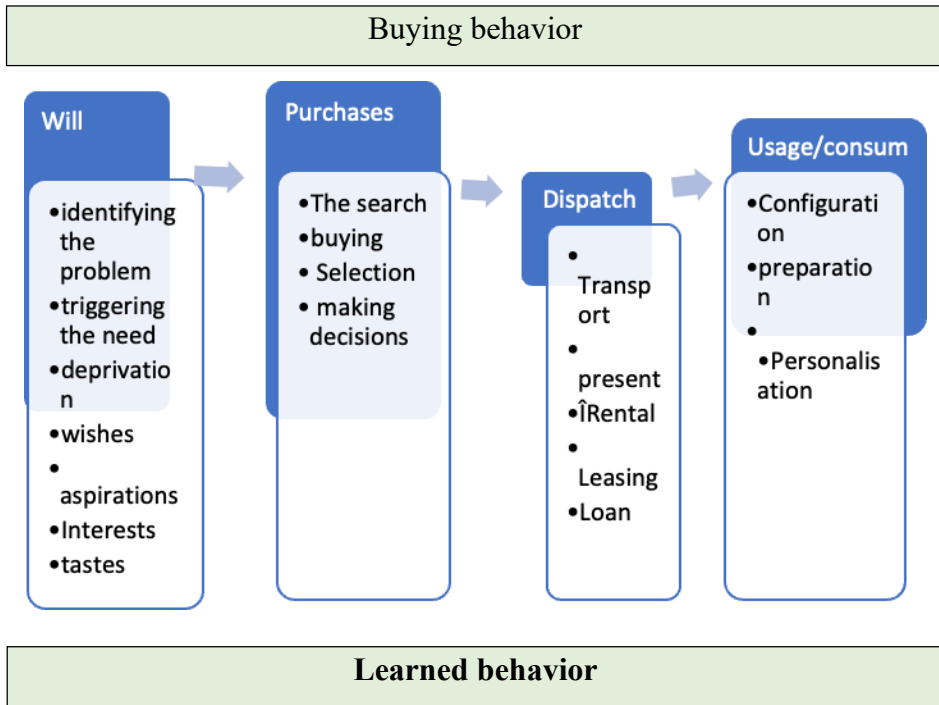 Buying behavior
Will
•identifying
the
problem
•triggering
the need
•deprivatio
n
•wishes
•
aspirations
•Interests
•tastes
Purchases
•The search
•buying
• Selection
• making
decisions
Dispatch
•
Transp
ort
•
present
•ÎRental
•
Leasing
•Loan
Usage/consum
•Configurati
on
•preparatio
n
•
•Personalis
ation
Learned behavior